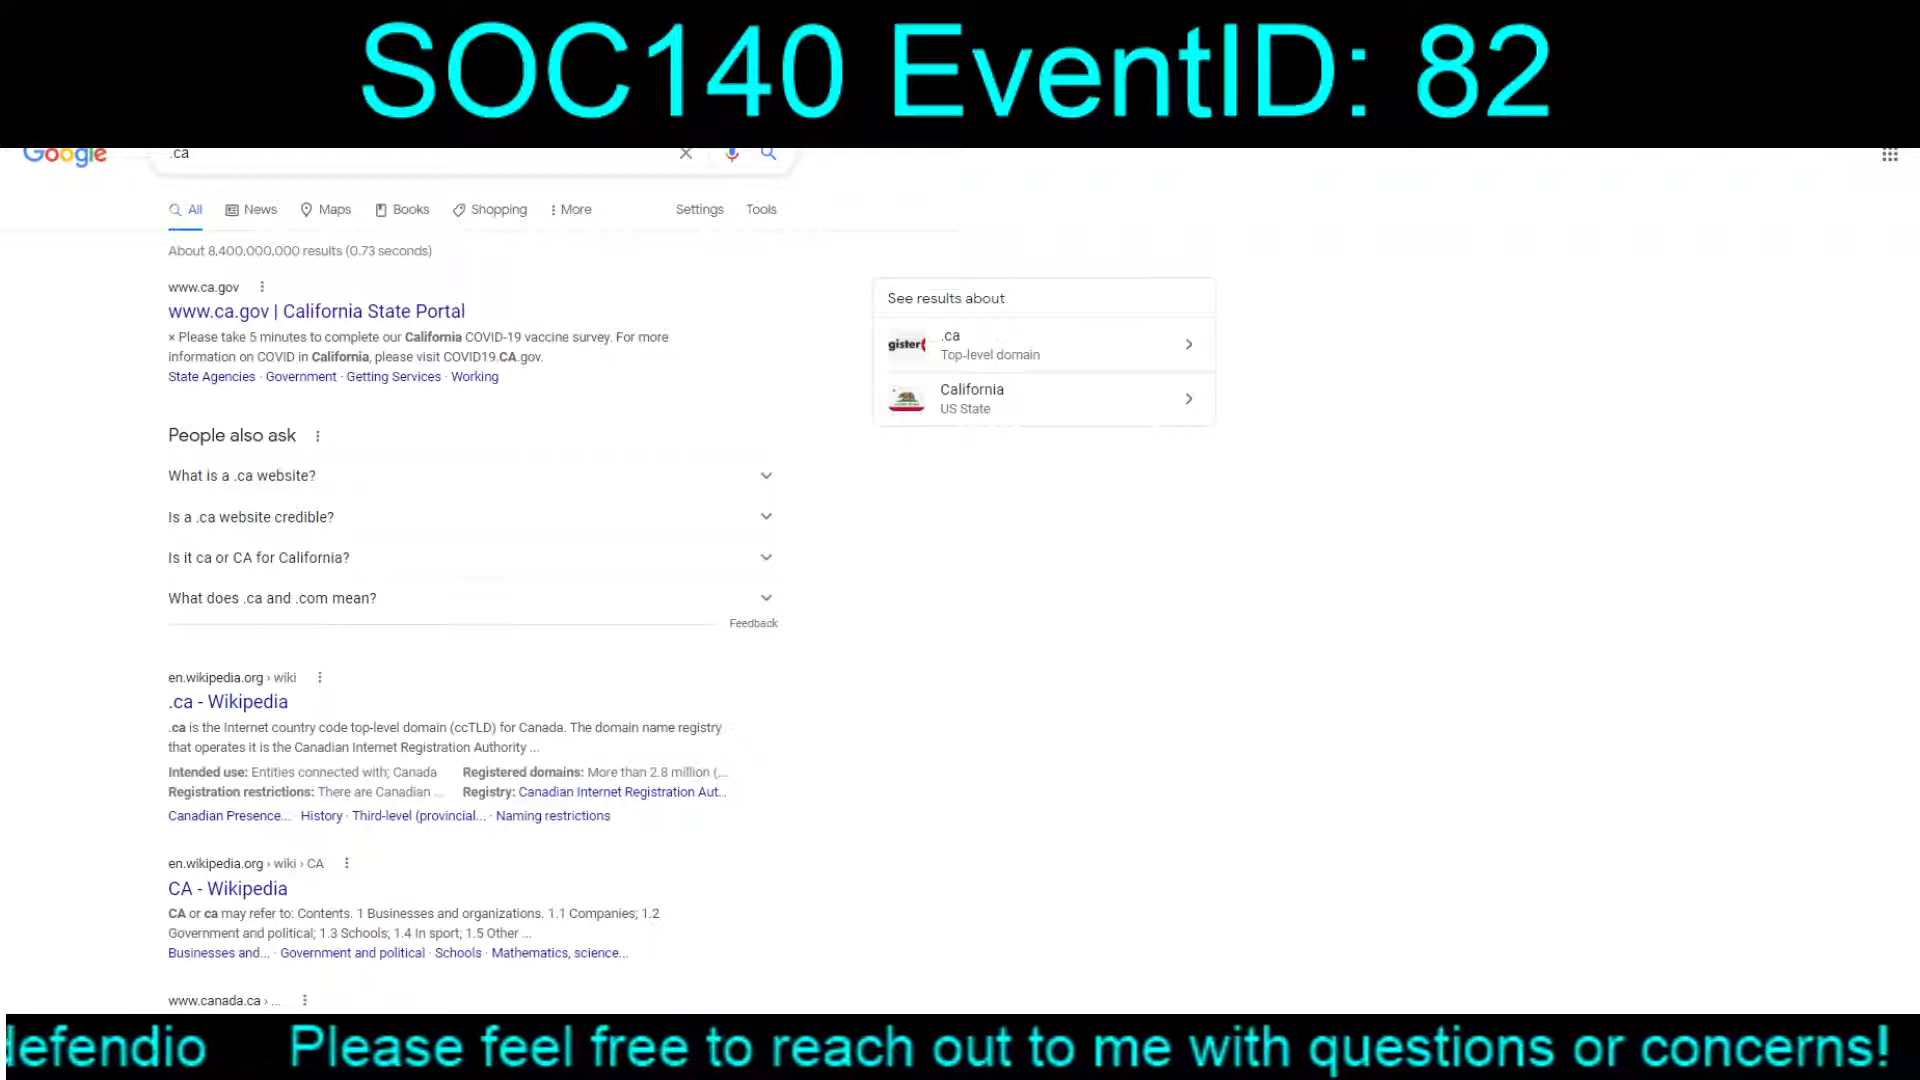 SOC140 EventID: 82
Google
.ca
All News Maps Books Shopping More Settings Tools
About 8,400,000,000 results (0.73 seconds)
www.ca.gov
www.ca.gov | California State Portal
× Please take 5 minutes to complete our California COVID-19 vaccine survey. For more
information on COVID in California, please visit COVID19.CA.gov.
State Agencies · Government · Getting Services · Working
See results about
gister
.ca
Top-level domain
California
US State
People also ask
What is a .ca website?
Is a .ca website credible?
Is it ca or CA for California?
What does .ca and .com mean?
Feedback
en.wikipedia.org › wiki
.ca - Wikipedia
.ca is the Internet country code top-level domain (ccTLD) for Canada. The domain name registry
that operates it is the Canadian Internet Registration Authority ...
Intended use: Entities connected with; Canada Registered domains: More than 2.8 million (...
Registration restrictions: There are Canadian ... Registry: Canadian Internet Registration Aut...
Canadian Presence... · History · Third-level (provincial... · Naming restrictions
en.wikipedia.org › wiki › CA
CA - Wikipedia
CA or ca may refer to: Contents. 1 Businesses and organizations. 1.1 Companies; 1.2
Government and political; 1.3 Schools; 1.4 In sport; 1.5 Other ...
Businesses and... · Government and political · Schools · Mathematics, science...
www.canada.ca › ...
defendio Please feel free to reach out to me with questions or concerns!